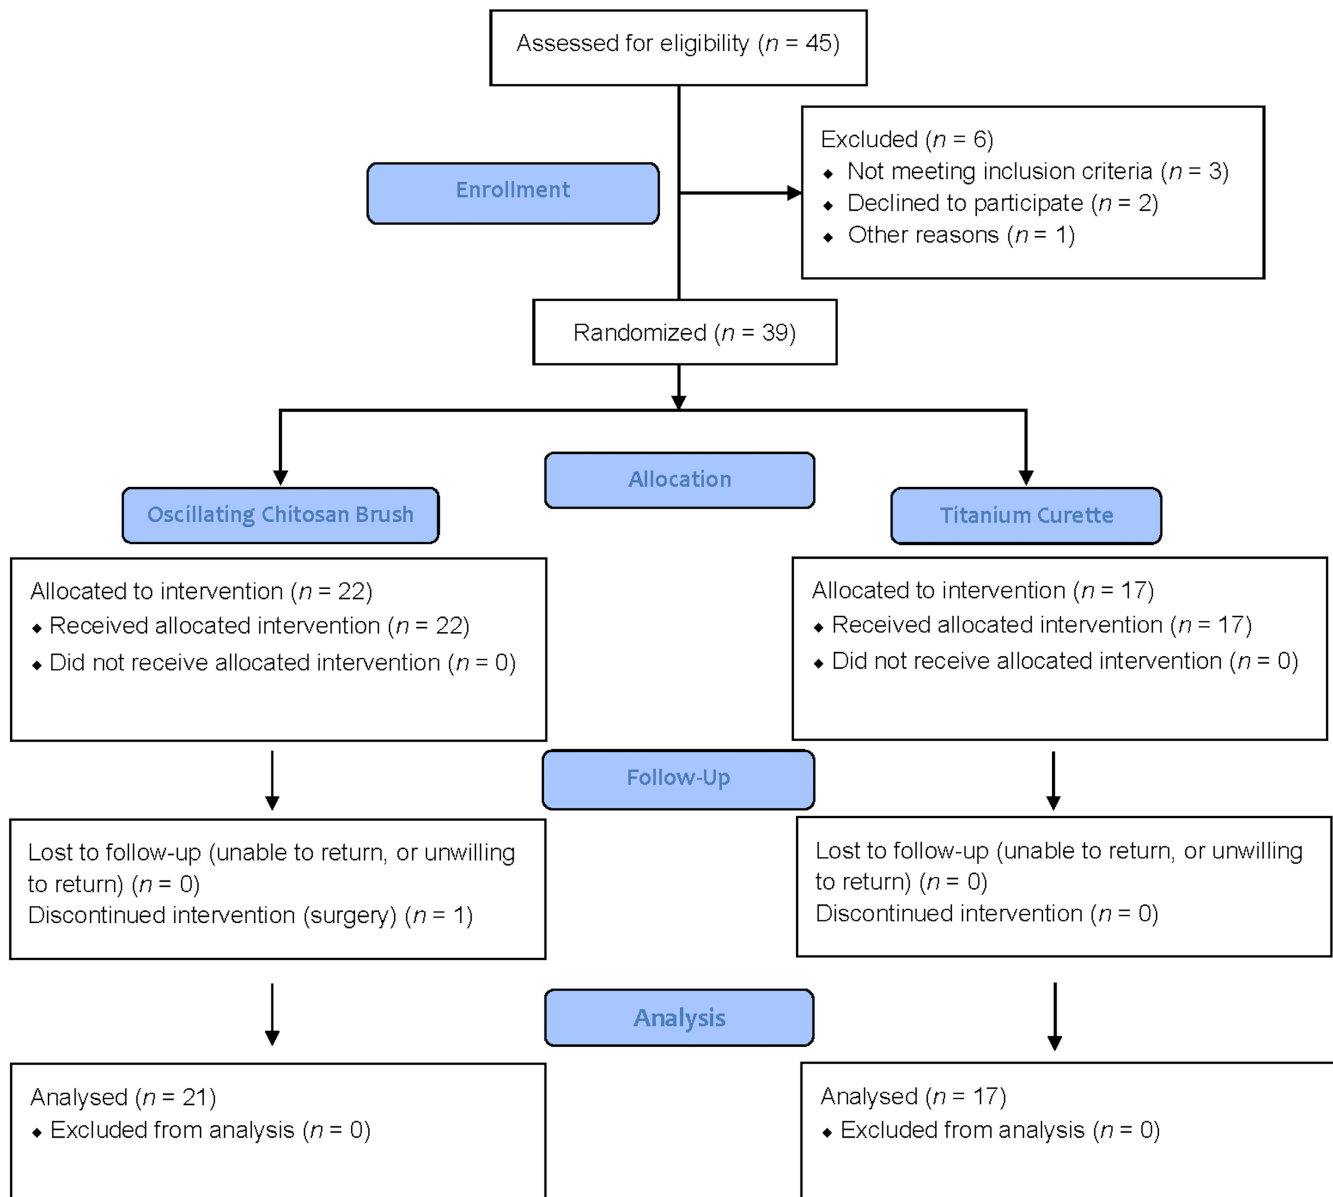 Assessed for eligibility (n = 45)
Excluded (n = 6)
⬥ Not meeting inclusion criteria (n = 3)
⬥ Declined to participate (n = 2)
⬥ Other reasons (n = 1)
Enrollment
Randomized (n = 39)
Allocation
Oscillating Chitosan Brush
Titanium Curette
Allocated to intervention (n = 22)
⬥ Received allocated intervention (n = 22)
⬥ Did not receive allocated intervention (n = 0)
Allocated to intervention (n = 17)
⬥ Received allocated intervention (n = 17)
⬥ Did not receive allocated intervention (n = 0)
Follow-Up
Lost to follow-up (unable to return, or unwilling
to return) (n = 0)
Discontinued intervention (surgery) (n = 1)
Lost to follow-up (unable to return, or unwilling
to return) (n = 0)
Discontinued intervention (n = 0)
Analysis
Analysed (n = 21)
⬥ Excluded from analysis (n = 0)
Analysed (n = 17)
⬥ Excluded from analysis (n = 0)